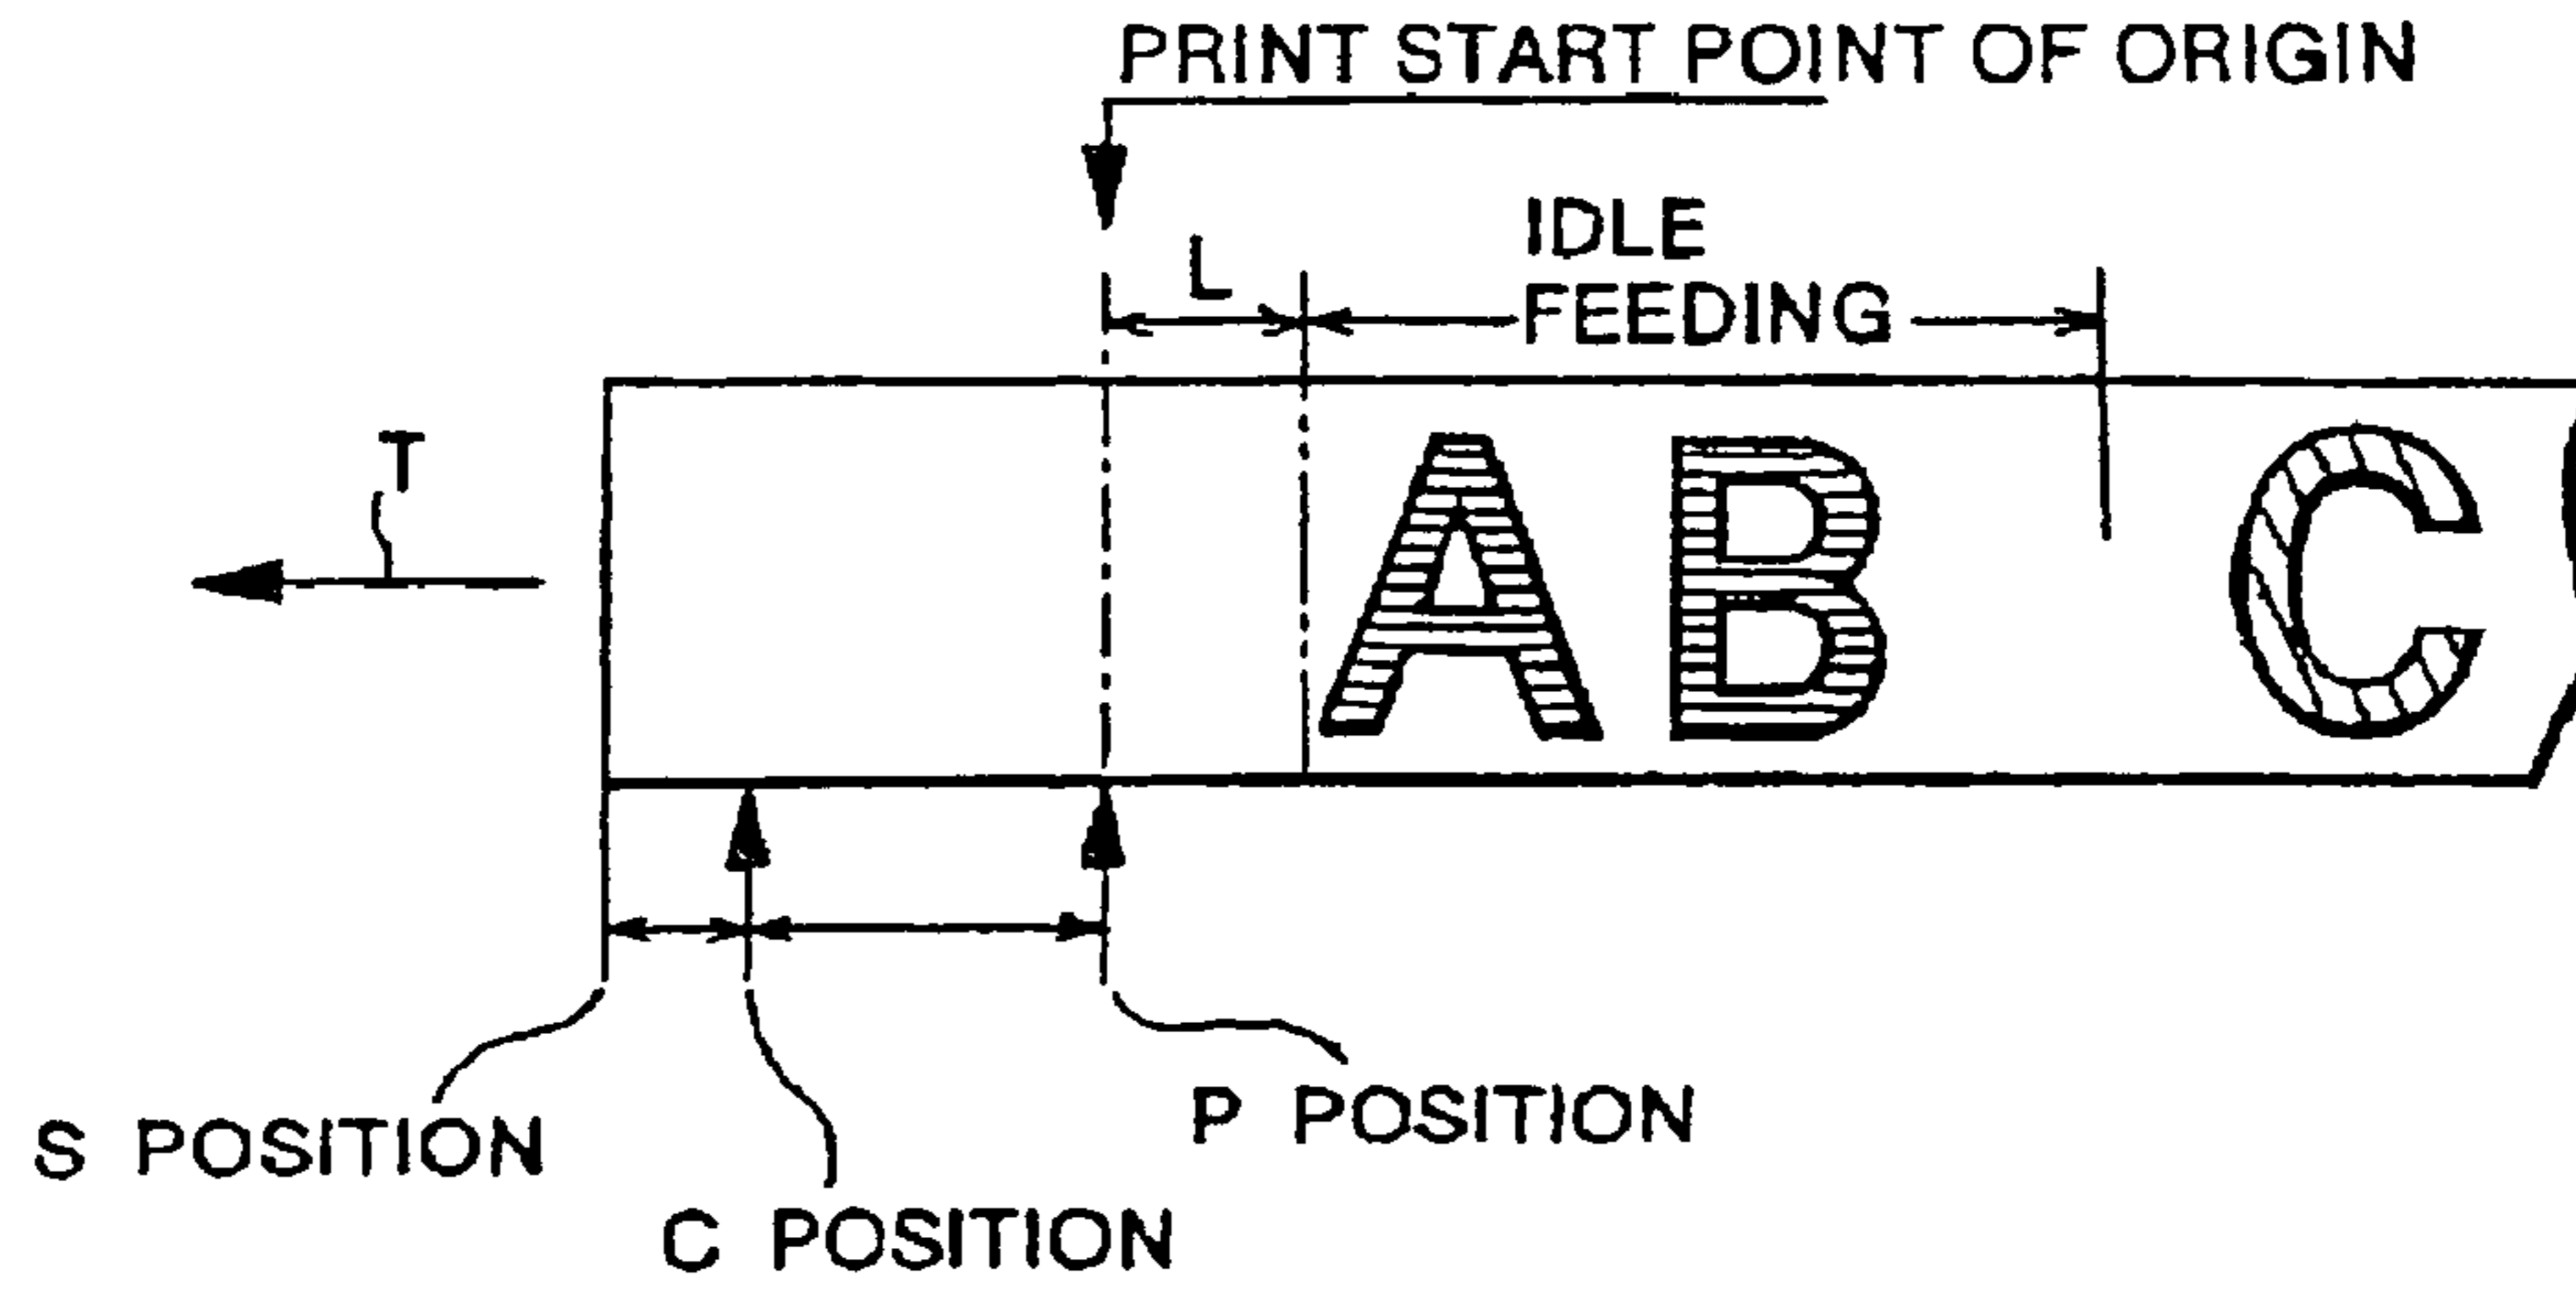 PRINT START POINT OF ORIGIN
L
IDLE
FEEDING
T
AB C
S POSITION
P POSITION
C POSITION